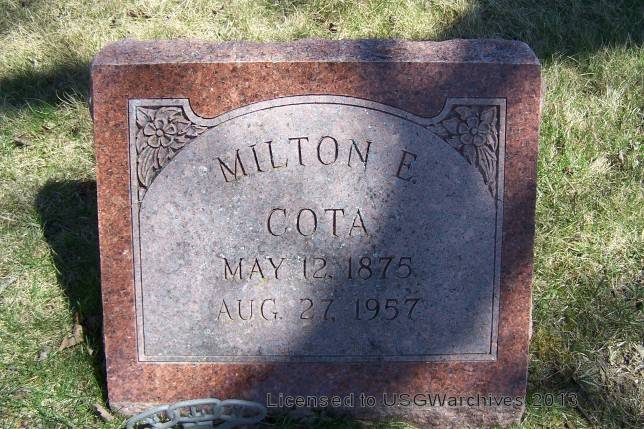 MILTON E.
COTA
MAY 12, 1875
AUG. 27, 1957
Licensed to USGWarchives 2013